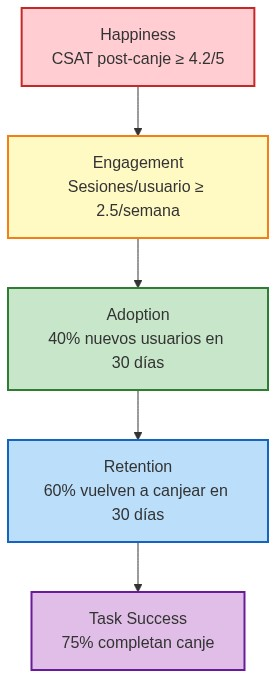 Happiness
CSAT post-canje ≥ 4.2/5
Engagement
Sesiones/usuario ≥
2.5/semana
Adoption
40% nuevos usuarios en
30 días
Retention
60% vuelven a canjear en
30 días
Task Success
75% completan canje